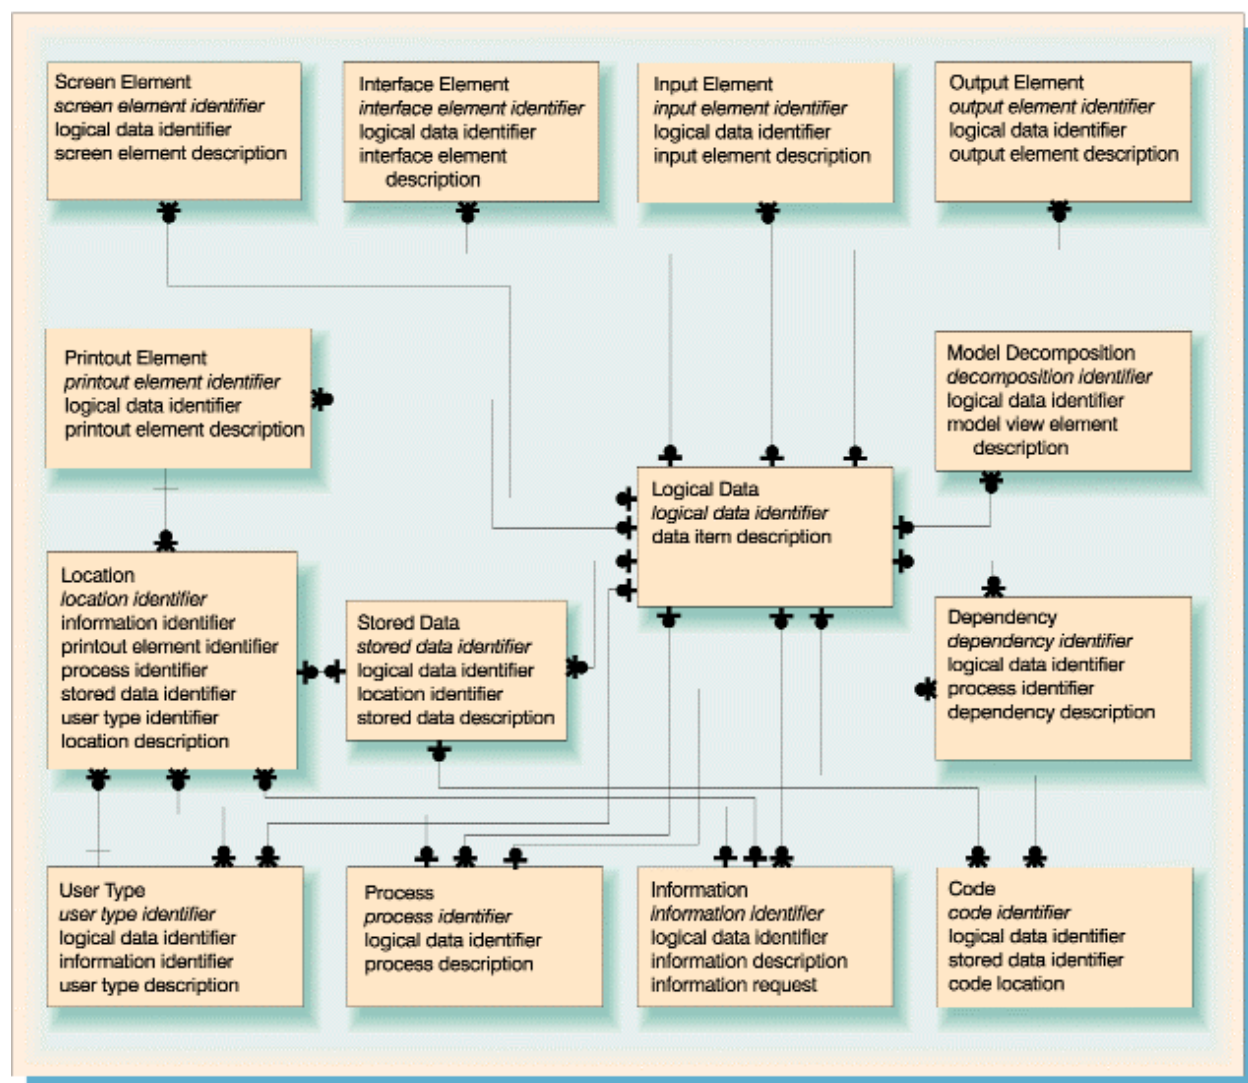 Screen Element
screen element identifier
logical data identifier
screen element description
Interface Element
interface element identifier
logical data identifier
interface element
description
Input Element
input element identifier
logical data identifier
input element description
Output Element
output element identifier
logical data identifier
output element description
Printout Element
printout element identifier
logical data identifier
printout element description
Model Decomposition
decomposition identifier
logical data identifier
model view element
description
Logical Data
logical data identifier
data item description
Location
location identifier
information identifier
printout element identifier
process identifier
stored data identifier
user type identifier
location description
Stored Data
stored data identifier
logical data identifier
location identifier
stored data description
Dependency
dependency identifier
logical data identifier
process identifier
dependency description
User Type
user type identifier
logical data identifier
information identifier
user type description
Process
process identifier
logical data identifier
process description
Information
information identifier
logical data identifier
information description
information request
Code
code identifier
logical data identifier
stored data identifier
code location